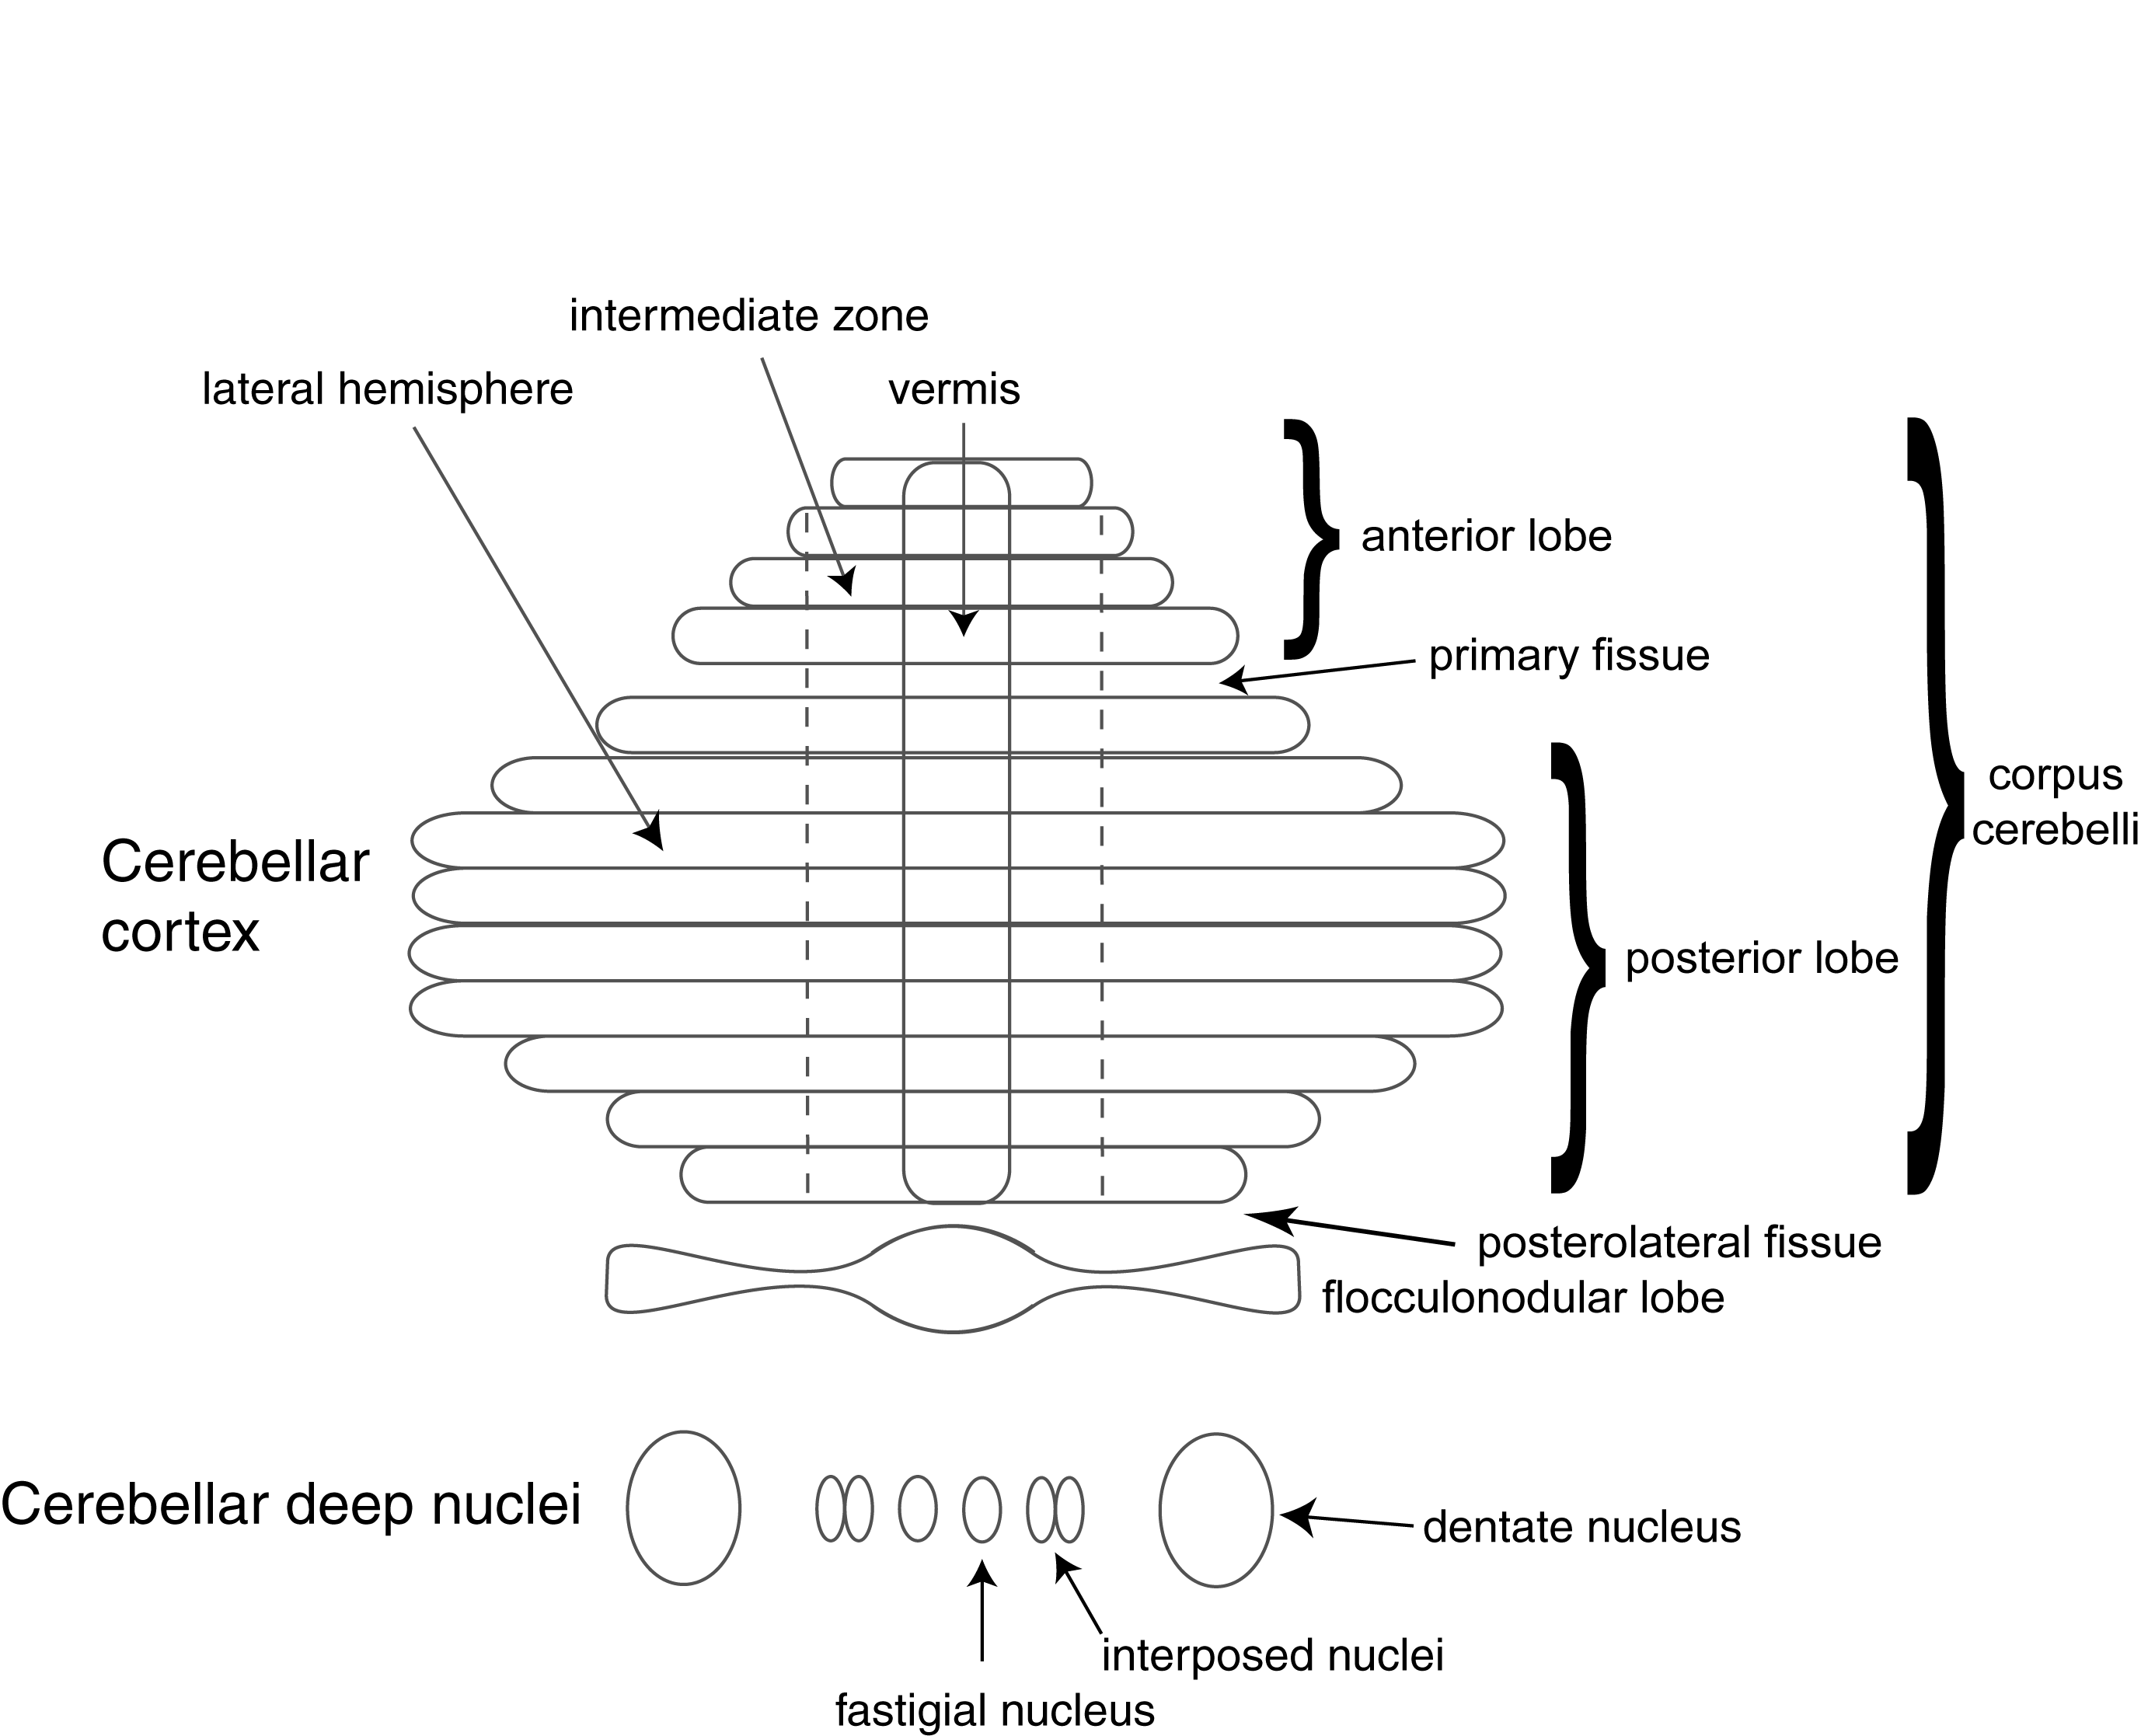 intermediate zone
lateral hemisphere
vermis
anterior lobe
primary fissue
corpus
cerebelli
Cerebellar
cortex
posterior lobe
posterolateral fissue
flocculonodular lobe
Cerebellar deep nuclei
dentate nucleus
interposed nuclei
fastigial nucleus